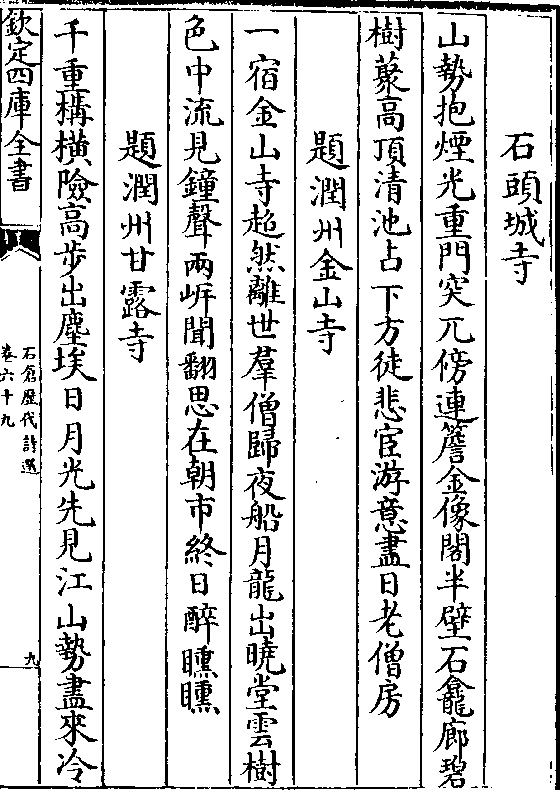 石頭城寺
山勢抱煙光重門突兀傍連簷金像閣半壁石龕廊碧
樹藂高頂清池占下方徒悲宦游意盡日老僧房
題潤州金山寺
一宿金山寺超然離世羣僧歸夜船月龍出曉堂雲樹
色中流見鐘聲兩岸聞翻思在朝市終日醉醺醺
題潤州甘露寺
千重構横險高步出塵埃日月光先見江山勢盡來冷
欽定四庫全書
石倉歷代詩選
卷六十九
九